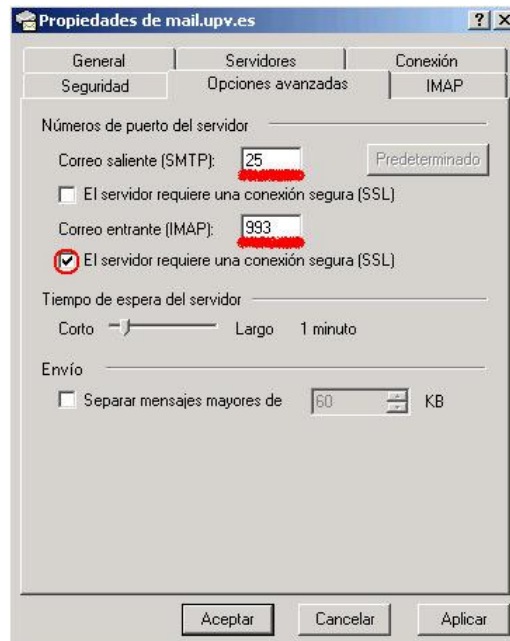 Propiedades de mail.upv.es
General Servidores Conexión
Seguridad Opciones avanzadas IMAP
Números de puerto del servidor
Correo saliente (SMTP): 25 Predeterminado
El servidor requiere una conexión segura (SSL)
Correo entrante (IMAP): 993
El servidor requiere una conexión segura (SSL)
Tiempo de espera del servidor
Corto Largo 1 minuto
Envío
Separar mensajes mayores de 60 KB
Aceptar Cancelar Aplicar